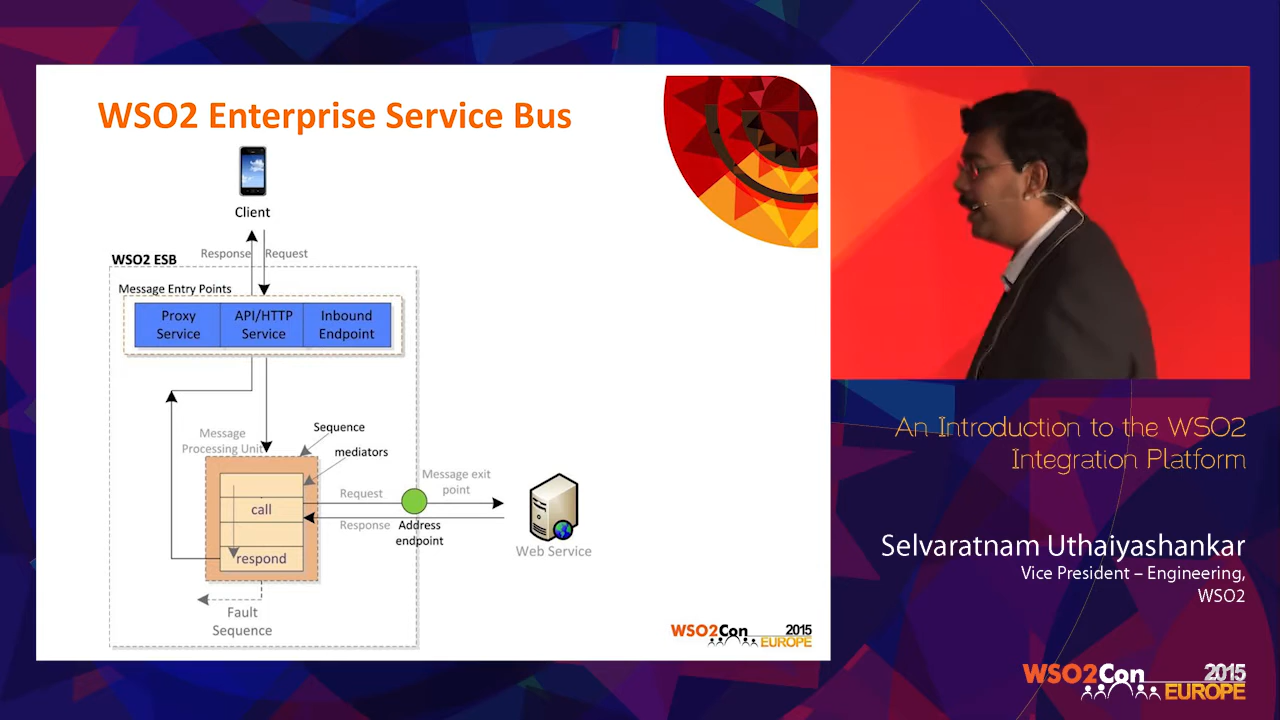 WSO2 Enterprise Service Bus
Client
Response
Request
WSO2 ESB
Message Entry Points
Proxy
Service
API/HTTP
Service
Inbound
Endpoint
Message
Processing Unit
Sequence
mediators
call
respond
Request
Response
Message exit
point
Address
endpoint
Web Service
Fault
Sequence
WSO2Con 2015
EUROPE
An Introduction to the WSO2
Integration Platform
Selvaratnam Uthaiyashankar
Vice President – Engineering,
WSO2
WSO2Con 2015
EUROPE